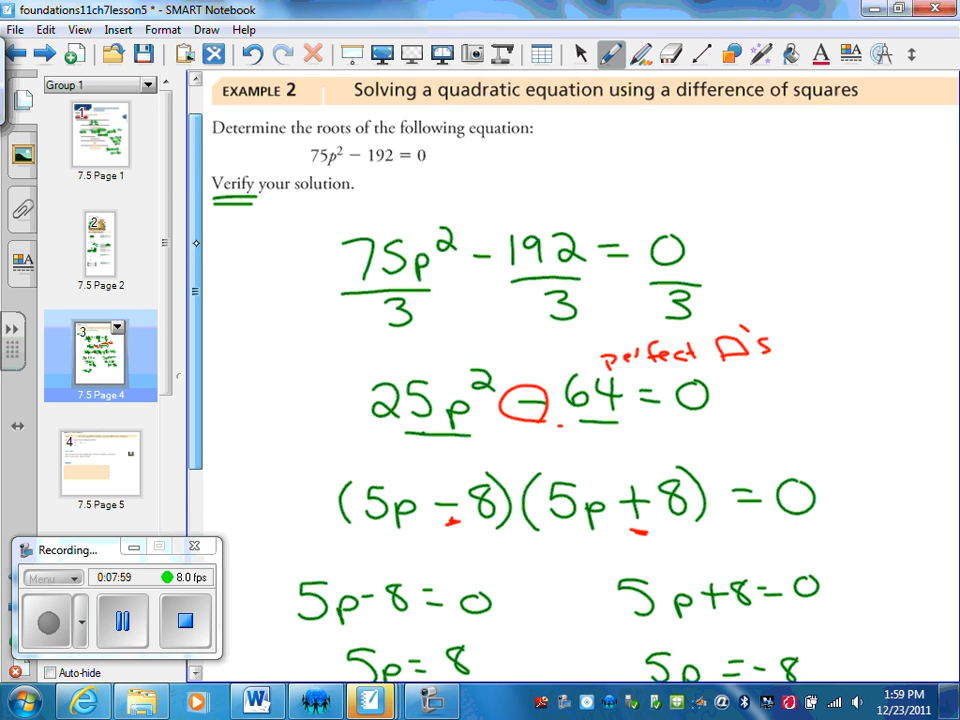 foundations11ch7lesson5 * - SMART Notebook
File Edit View Insert Format Draw Help
Group 1
1
7.5 Page 1
2
7.5 Page 2
3
7.5 Page 4
4
7.5 Page 5
EXAMPLE 2 Solving a quadratic equation using a difference of squares
Determine the roots of the following equation:
75p² − 192 = 0
Verify your solution.
75p² - 192 = 0
3 3 3
perfect □'s
25p² - 64 = 0
(5p - 8)(5p + 8) = 0
5p - 8 = 0 5p + 8 = 0
5p = 8 5p = -8
Recording...
Menu 0:07:59 8.0 fps
Auto-hide
1:59 PM
12/23/2011